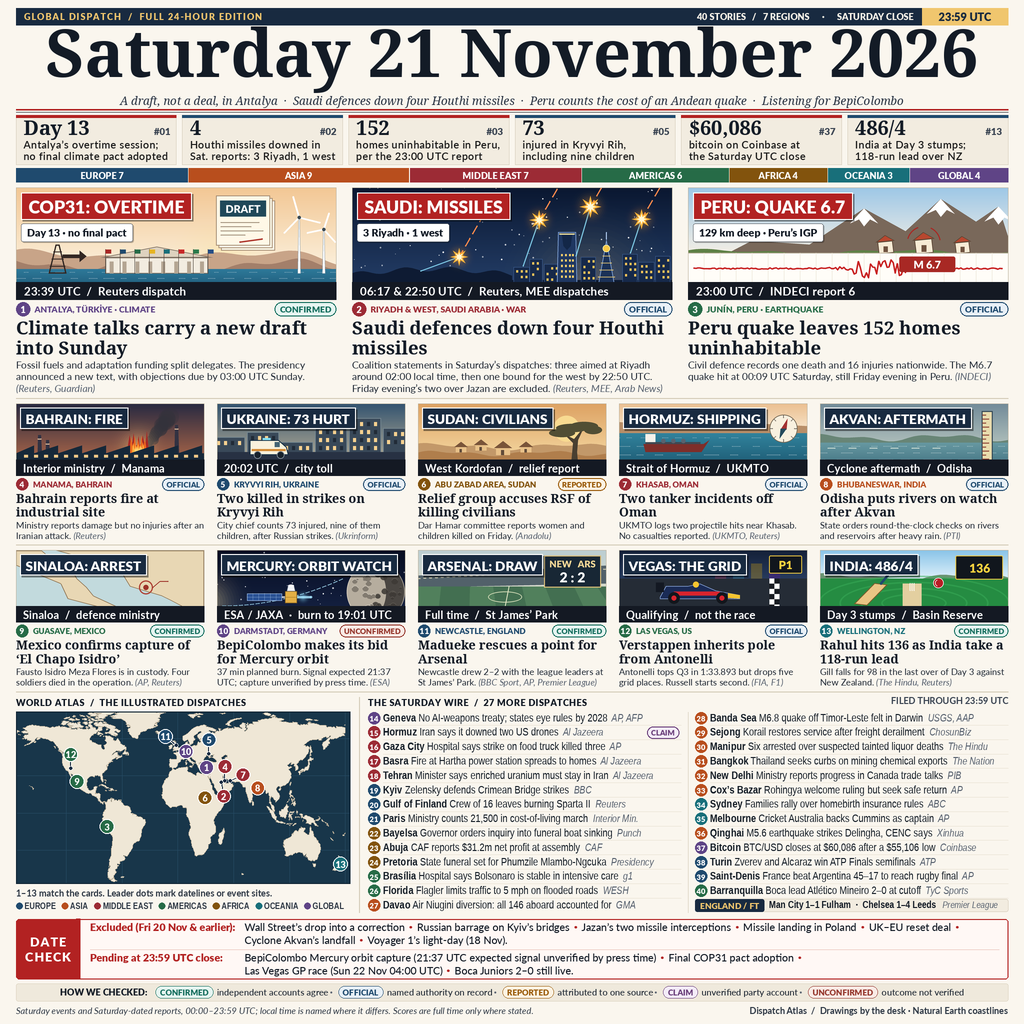 GLOBAL DISPATCH / FULL 24-HOUR EDITION
40 STORIES / 7 REGIONS · SATURDAY CLOSE
23:59 UTC
Saturday 21 November 2026
A draft, not a deal, in Antalya · Saudi defences down four Houthi missiles · Peru counts the cost of an Andean quake · Listening for BepiColombo
Day 13 #01
Antalya's overtime session;
no final climate pact adopted
4 #02
Houthi missiles downed in
Sat. reports: 3 Riyadh, 1 west
152 #03
homes uninhabitable in Peru,
per the 23:00 UTC report
73 #05
injured in Kryvyi Rih,
including nine children
$60,086 #37
bitcoin on Coinbase at
the Saturday UTC close
486/4 #13
India at Day 3 stumps;
118-run lead over NZ
EUROPE 7
ASIA 9
MIDDLE EAST 7
AMERICAS 6
AFRICA 4
OCEANIA 3
GLOBAL 4
COP31: OVERTIME
DRAFT
Day 13 · no final pact
23:39 UTC / Reuters dispatch
1 ANTALYA, TÜRKİYE · CLIMATE
CONFIRMED
Climate talks carry a new draft
into Sunday
Fossil fuels and adaptation funding split delegates. The presidency
announced a new text, with objections due by 03:00 UTC Sunday.
(Reuters, Guardian)
SAUDI: MISSILES
3 Riyadh · 1 west
06:17 & 22:50 UTC / Reuters, MEE dispatches
2 RIYADH & WEST, SAUDI ARABIA · WAR
OFFICIAL
Saudi defences down four Houthi
missiles
Coalition statements in Saturday's dispatches: three aimed at Riyadh
around 02:00 local time, then one bound for the west by 22:50 UTC.
Friday evening's two over Jazan are excluded. (Reuters, MEE, Arab News)
PERU: QUAKE 6.7
129 km deep · Peru's IGP
M 6.7
23:00 UTC / INDECI report 6
3 JUNÍN, PERU · EARTHQUAKE
OFFICIAL
Peru quake leaves 152 homes
uninhabitable
Civil defence records one death and 16 injuries nationwide. The M6.7
quake hit at 00:09 UTC Saturday, still Friday evening in Peru. (INDECI)
BAHRAIN: FIRE
Interior ministry / Manama
4 MANAMA, BAHRAIN
OFFICIAL
Bahrain reports fire at
industrial site
Ministry reports damage but no injuries after an
Iranian attack. (Reuters)
UKRAINE: 73 HURT
20:02 UTC / city toll
5 KRYVYI RIH, UKRAINE
OFFICIAL
Two killed in strikes on
Kryvyi Rih
City chief counts 73 injured, nine of them
children, after Russian strikes. (Ukrinform)
SUDAN: CIVILIANS
West Kordofan / relief report
6 ABU ZABAD AREA, SUDAN
REPORTED
Relief group accuses RSF of
killing civilians
Dar Hamar committee reports women and
children killed on Friday. (Anadolu)
HORMUZ: SHIPPING
Strait of Hormuz / UKMTO
7 KHASAB, OMAN
OFFICIAL
Two tanker incidents off
Oman
UKMTO logs two projectile hits near Khasab.
No casualties reported. (UKMTO, Reuters)
AKVAN: AFTERMATH
Cyclone aftermath / Odisha
8 BHUBANESWAR, INDIA
OFFICIAL
Odisha puts rivers on watch
after Akvan
State orders round-the-clock checks on rivers
and reservoirs after heavy rain. (PTI)
SINALOA: ARREST
Sinaloa / defence ministry
9 GUASAVE, MEXICO
CONFIRMED
Mexico confirms capture of
'El Chapo Isidro'
Fausto Isidro Meza Flores is in custody. Four
soldiers died in the operation. (AP, Reuters)
MERCURY: ORBIT WATCH
ESA / JAXA · burn to 19:01 UTC
10 DARMSTADT, GERMANY
UNCONFIRMED
BepiColombo makes its bid
for Mercury orbit
37 min planned burn. Signal expected 21:37
UTC; capture unverified by press time. (ESA)
ARSENAL: DRAW
NEW ARS
2 : 2
Full time / St James' Park
11 NEWCASTLE, ENGLAND
CONFIRMED
Madueke rescues a point for
Arsenal
Newcastle drew 2–2 with the league leaders at
St James' Park. (BBC Sport, AP, Premier League)
VEGAS: THE GRID
P1
Qualifying / not the race
12 LAS VEGAS, US
OFFICIAL
Verstappen inherits pole
from Antonelli
Antonelli tops Q3 in 1:33.893 but drops five
grid places. Russell starts second. (FIA, F1)
INDIA: 486/4
136
Day 3 stumps / Basin Reserve
13 WELLINGTON, NZ
CONFIRMED
Rahul hits 136 as India take a
118-run lead
Gill falls for 98 in the last over of Day 3 against
New Zealand. (The Hindu, Reuters)
WORLD ATLAS / THE ILLUSTRATED DISPATCHES
11
5
12
10
1
4
7
9
8
6
2
3
13
1–13 match the cards. Leader dots mark datelines or event sites.
EUROPE ASIA MIDDLE EAST AMERICAS AFRICA OCEANIA GLOBAL
THE SATURDAY WIRE / 27 MORE DISPATCHES
FILED THROUGH 23:59 UTC
14 Geneva No AI-weapons treaty; states eye rules by 2028 AP, AFP
15 Hormuz Iran says it downed two US drones Al Jazeera CLAIM
16 Gaza City Hospital says strike on food truck killed three AP
17 Basra Fire at Hartha power station spreads to homes Al Jazeera
18 Tehran Minister says enriched uranium must stay in Iran Al Jazeera
19 Kyiv Zelensky defends Crimean Bridge strikes BBC
20 Gulf of Finland Crew of 16 leaves burning Sparta II Reuters
21 Paris Ministry counts 21,500 in cost-of-living march Interior Min.
22 Bayelsa Governor orders inquiry into funeral boat sinking Punch
23 Abuja CAF reports $31.2m net profit at assembly CAF
24 Pretoria State funeral set for Phumzile Mlambo-Ngcuka Presidency
25 Brasília Hospital says Bolsonaro is stable in intensive care g1
26 Florida Flagler limits traffic to 5 mph on flooded roads WESH
27 Davao Air Niugini diversion: all 146 aboard accounted for GMA
28 Banda Sea M6.8 quake off Timor-Leste felt in Darwin USGS, AAP
29 Sejong Korail restores service after freight derailment ChosunBiz
30 Manipur Six arrested over suspected tainted liquor deaths The Hindu
31 Bangkok Thailand seeks curbs on mining chemical exports The Nation
32 New Delhi Ministry reports progress in Canada trade talks PIB
33 Cox's Bazar Rohingya welcome ruling but seek safe return AP
34 Sydney Families rally over homebirth insurance rules ABC
35 Melbourne Cricket Australia backs Cummins as captain AP
36 Qinghai M5.6 earthquake strikes Delingha, CENC says Xinhua
37 Bitcoin BTC/USD closes at $60,086 after a $55,106 low Coinbase
38 Turin Zverev and Alcaraz win ATP Finals semifinals ATP
39 Saint-Denis France beat Argentina 45–17 to reach rugby final AP
40 Barranquilla Boca lead Atlético Mineiro 2–0 at cutoff TyC Sports
ENGLAND / FT Man City 1–1 Fulham · Chelsea 1–4 Leeds Premier League
DATE
CHECK
Excluded (Fri 20 Nov & earlier): Wall Street's drop into a correction • Russian barrage on Kyiv's bridges • Jazan's two missile interceptions • Missile landing in Poland • UK–EU reset deal •
Cyclone Akvan's landfall • Voyager 1's light-day (18 Nov).
Pending at 23:59 UTC close: BepiColombo Mercury orbit capture (21:37 UTC expected signal unverified by press time) • Final COP31 pact adoption •
Las Vegas GP race (Sun 22 Nov 04:00 UTC) • Boca Juniors 2–0 still live.
HOW WE CHECKED: CONFIRMED independent accounts agree · OFFICIAL named authority on record · REPORTED attributed to one source · CLAIM unverified party account · UNCONFIRMED outcome not verified
Saturday events and Saturday-dated reports, 00:00–23:59 UTC; local time is named where it differs. Scores are full time only where stated.
Dispatch Atlas / Drawings by the desk · Natural Earth coastlines